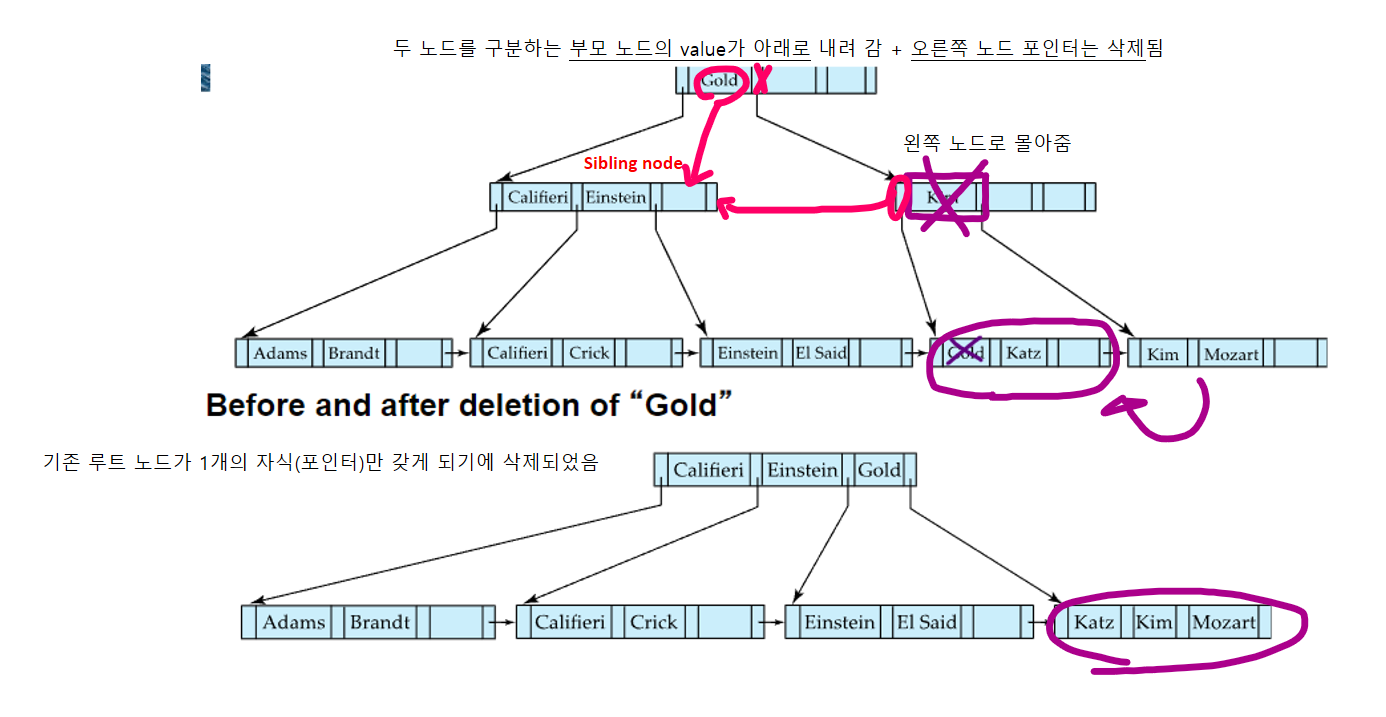 두 노드를 구분하는 부모 노드의 value가 아래로 내려 감 + 오른쪽 노드 포인터는 삭제됨
Gold
왼쪽 노드로 몰아줌
Sibling node
Califieri Einstein Kim
Adams Brandt Califieri Crick Einstein El Said Gold Katz Kim Mozart
Before and after deletion of “Gold”
기존 루트 노드가 1개의 자식(포인터)만 갖게 되기에 삭제되었음
Califieri Einstein Gold
Adams Brandt Califieri Crick Einstein El Said Katz Kim Mozart